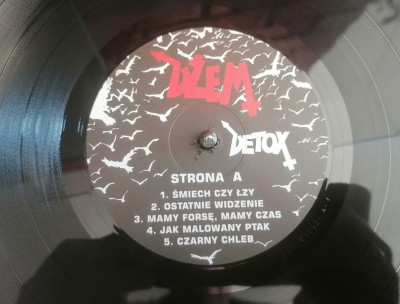 DŻEM
DETOX
STRONA A
1. ŚMIECH CZY ŁZY
2. OSTATNIE WIDZENIE
3. MAMY FORSĘ, MAMY CZAS
4. JAK MALOWANY PTAK
5. CZARNY CHLEB